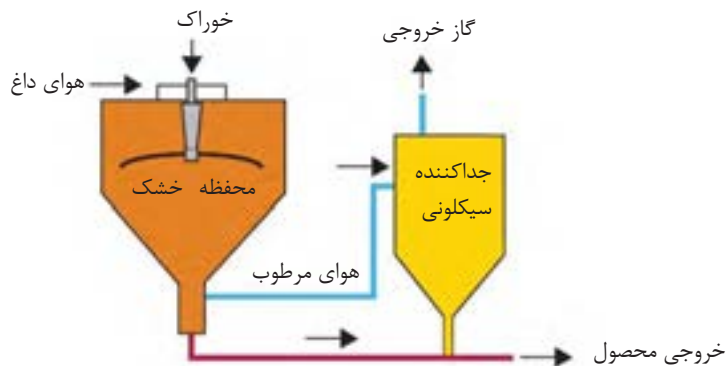 خوراک
گاز خروجی
هوای داغ
جداکننده
سیکلونی
محفظه خشک
هوای مرطوب
خروجی محصول